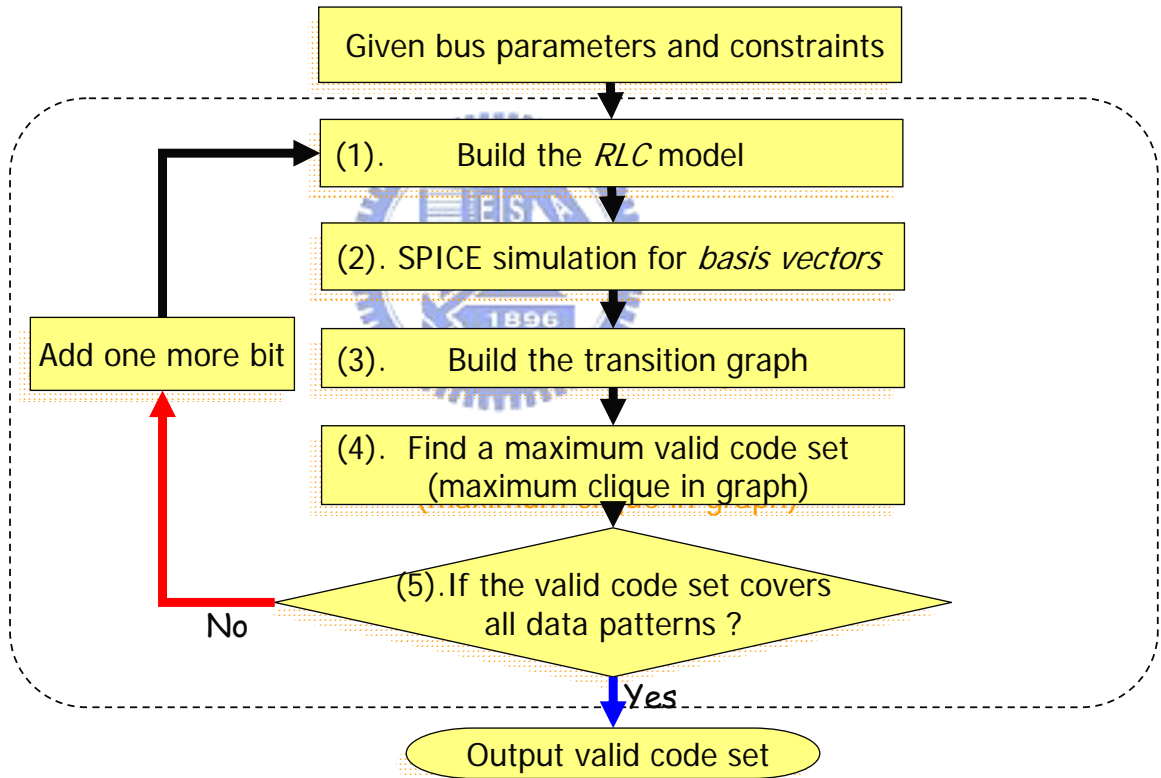 Given bus parameters and constraints
(1). Build the RLC model
ESA
(2). SPICE simulation for basis vectors
1896
Add one more bit
(3). Build the transition graph
(4). Find a maximum valid code set
(maximum clique in graph)
(5).If the valid code set covers
all data patterns ?
No
Yes
Output valid code set